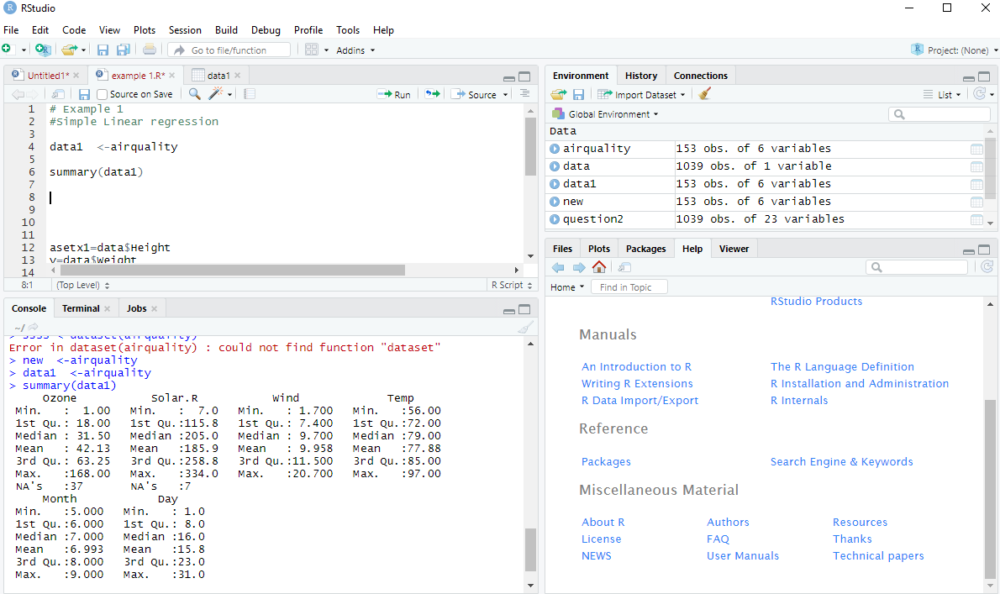 RStudio
File Edit Code View Plots Session Build Debug Profile Tools Help
Go to file/function Addins Project: (None)
Untitled1* example 1.R* data1
Source on Save Run Source
1 # Example 1
2 #Simple Linear regression
3
4 data1  <-airquality
5
6 summary(data1)
7
8
9
10
11
12 asetx1=data$Height
13 y=data$Weight
14
8:1 (Top Level) R Script
Console Terminal Jobs
~/
> ssss < dataset(airquality)
Error in dataset(airquality) : could not find function "dataset"
> new  <-airquality
> data1  <-airquality
> summary(data1)
Ozone Solar.R Wind Temp
Min.   :  1.00 Min.   :  7.0 Min.   : 1.700 Min.   :56.00
1st Qu.: 18.00 1st Qu.:115.8 1st Qu.: 7.400 1st Qu.:72.00
Median : 31.50 Median :205.0 Median : 9.700 Median :79.00
Mean   : 42.13 Mean   :185.9 Mean   : 9.958 Mean   :77.88
3rd Qu.: 63.25 3rd Qu.:258.8 3rd Qu.:11.500 3rd Qu.:85.00
Max.   :168.00 Max.   :334.0 Max.   :20.700 Max.   :97.00
NA's   :37 NA's   :7
Month Day
Min.   :5.000 Min.   : 1.0
1st Qu.:6.000 1st Qu.: 8.0
Median :7.000 Median :16.0
Mean   :6.993 Mean   :15.8
3rd Qu.:8.000 3rd Qu.:23.0
Max.   :9.000 Max.   :31.0
Environment History Connections
Import Dataset List
Global Environment
Data
airquality 153 obs. of 6 variables
data 1039 obs. of 1 variable
data1 153 obs. of 6 variables
new 153 obs. of 6 variables
question2 1039 obs. of 23 variables
Files Plots Packages Help Viewer
Home Find in Topic
RStudio Products
Manuals
An Introduction to R The R Language Definition
Writing R Extensions R Installation and Administration
R Data Import/Export R Internals
Reference
Packages Search Engine & Keywords
Miscellaneous Material
About R Authors Resources
License FAQ Thanks
NEWS User Manuals Technical papers